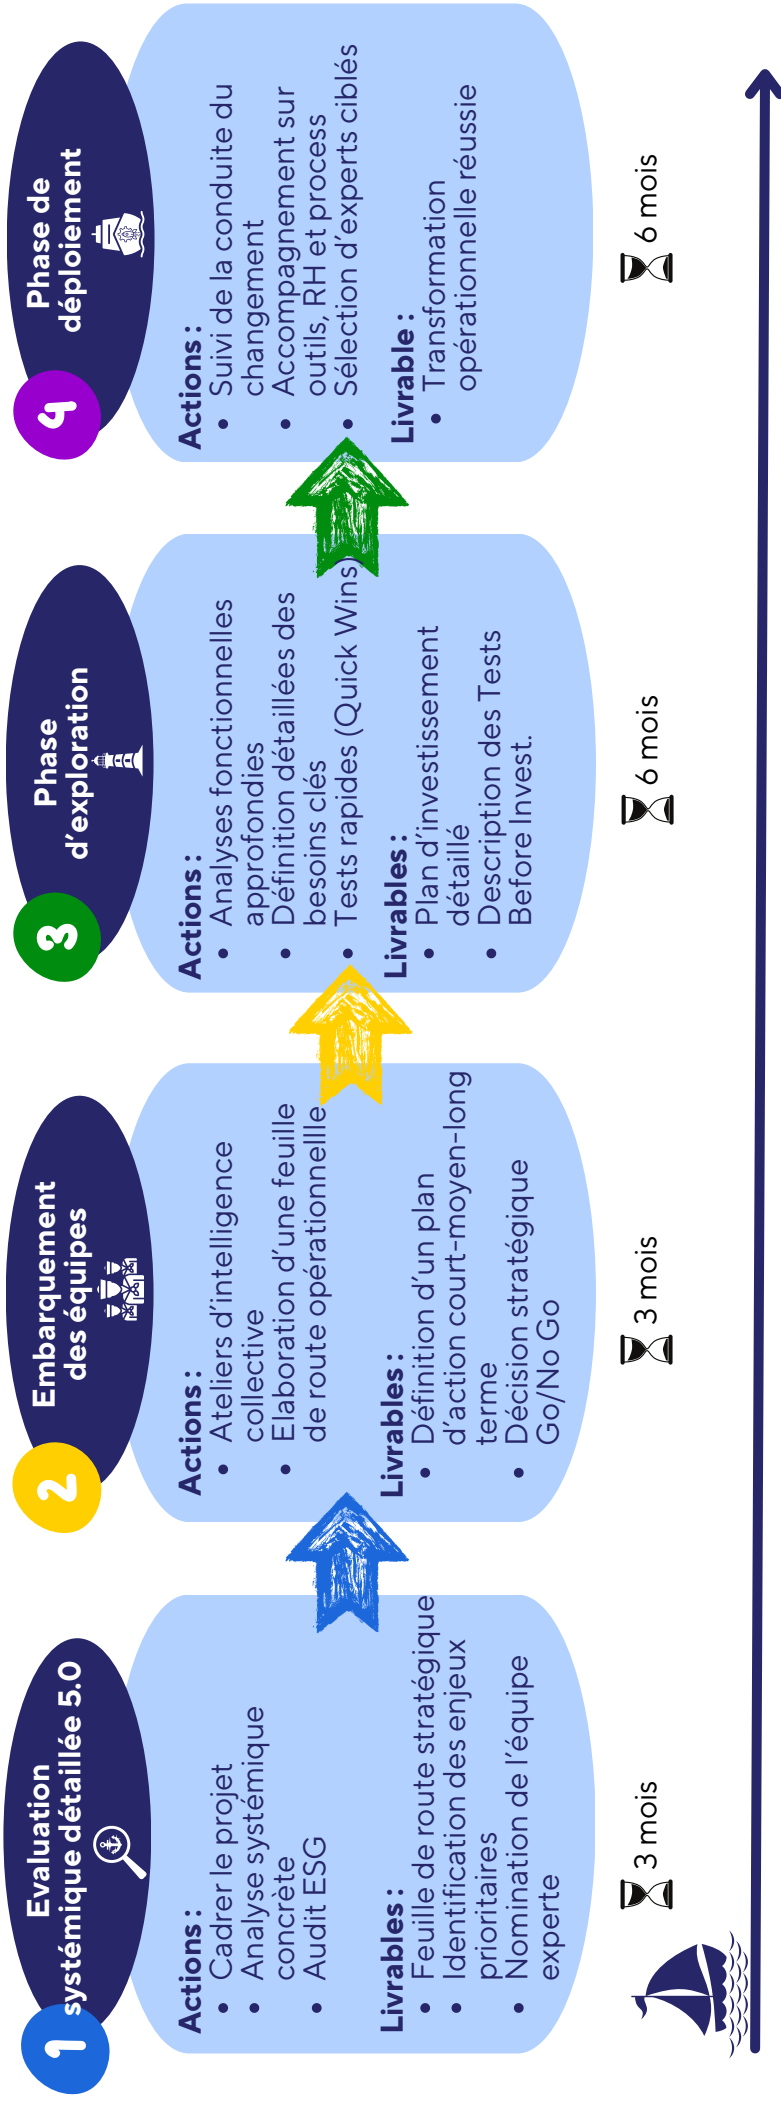 1
Evaluation
systémique détaillée 5.0
Actions :
• Cadrer le projet
• Analyse systémique
concrète
• Audit ESG
Livrables :
• Feuille de route stratégique
• Identification des enjeux
prioritaires
• Nomination de l'équipe
experte
3 mois
2
Embarquement
des équipes
Actions :
• Ateliers d'intelligence
collective
• Elaboration d'une feuille
de route opérationnellle
Livrables :
• Définition d'un plan
d'action court-moyen-long
terme
• Décision stratégique
Go/No Go
3 mois
3
Phase
d'exploration
Actions :
• Analyses fonctionnelles
approfondies
• Définition détaillées des
besoins clés
• Tests rapides (Quick Wins)
Livrables :
• Plan d'investissement
détaillé
• Description des Tests
Before Invest.
6 mois
4
Phase de
déploiement
Actions :
• Suivi de la conduite du
changement
• Accompagnement sur
outils, RH et process
• Sélection d'experts ciblés
Livrable :
• Transformation
opérationnelle réussie
6 mois